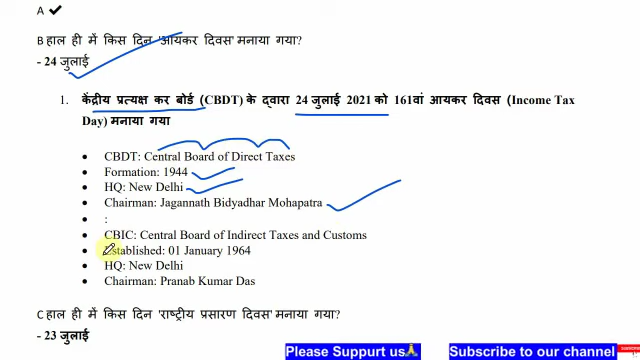 A
B हाल ही में किस दिन 'आयकर दिवस' मनाया गया?
- 24 जुलाई
1. केंद्रीय प्रत्यक्ष कर बोर्ड (CBDT) के द्वारा 24 जुलाई 2021 को 161वां आयकर दिवस (Income Tax
Day) मनाया गया
• CBDT: Central Board of Direct Taxes
• Formation: 1944
• HQ: New Delhi
• Chairman: Jagannath Bidyadhar Mohapatra
• :
• CBIC: Central Board of Indirect Taxes and Customs
• Established: 01 January 1964
• HQ: New Delhi
• Chairman: Pranab Kumar Das
C हाल ही में किस दिन 'राष्ट्रीय प्रसारण दिवस' मनाया गया?
- 23 जुलाई
Please Suppurt us🙏
Subscribe to our channel